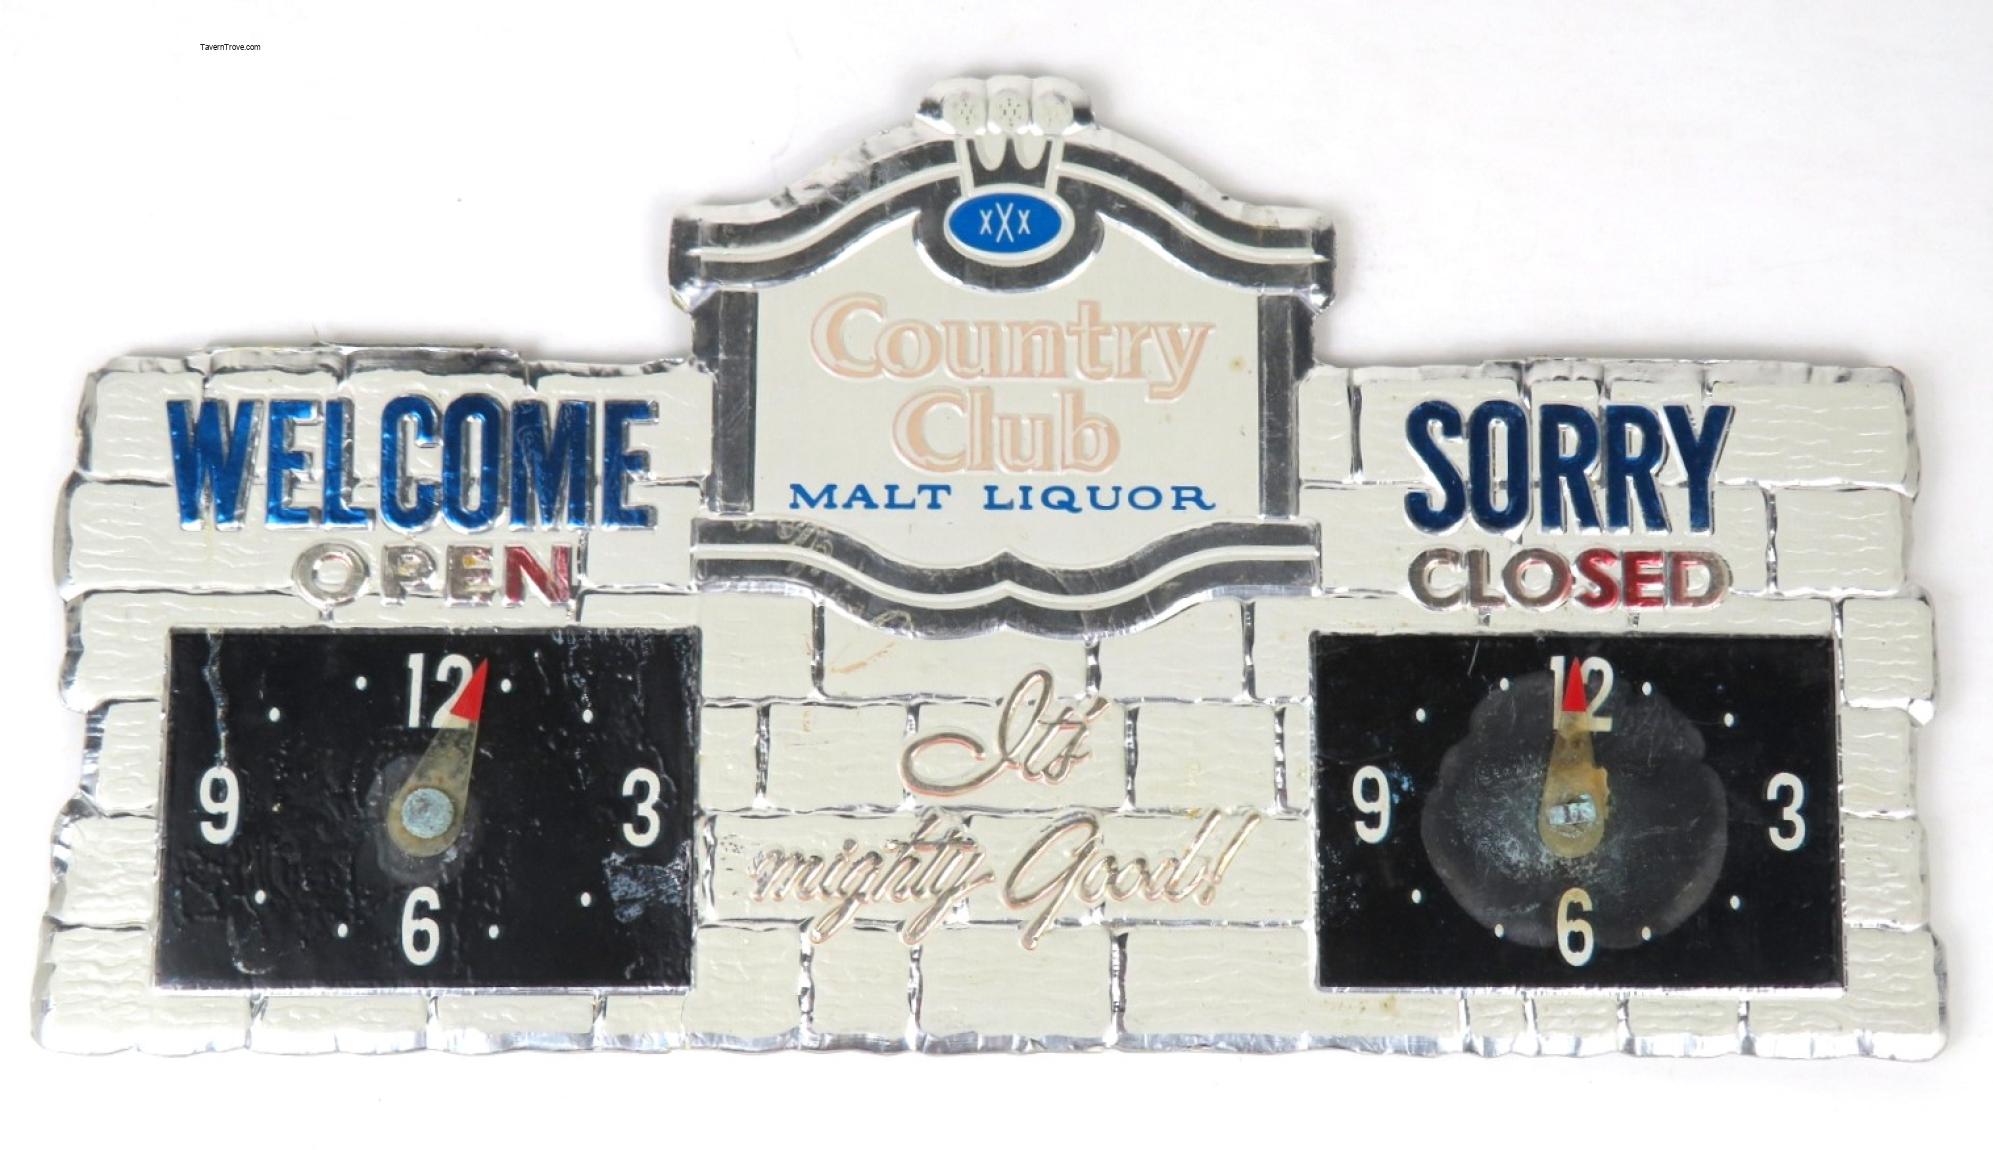 TavernTrove.com
xXx
Country
Club
MALT LIQUOR
WELCOME
OPEN
SORRY
CLOSED
It's
mighty Good!
12
9
3
6
12
9
3
6